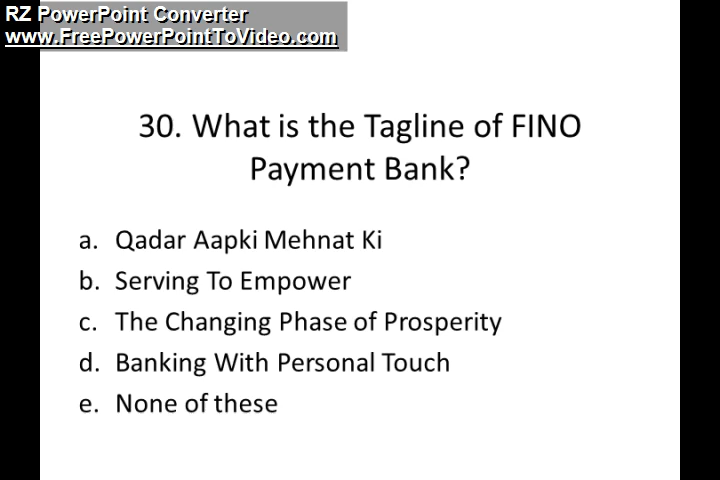 RZ PowerPoint Converter
www.FreePowerPointToVideo.com
30. What is the Tagline of FINO
Payment Bank?
a. Qadar Aapki Mehnat Ki
b. Serving To Empower
c. The Changing Phase of Prosperity
d. Banking With Personal Touch
e. None of these